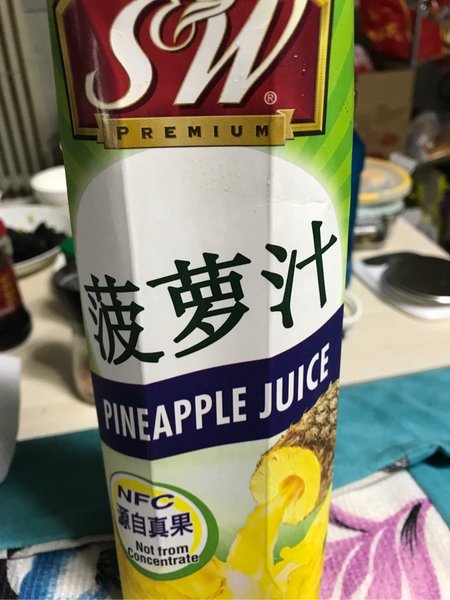 S&W®
PREMIUM
菠萝汁
PINEAPPLE JUICE
NFC
源自真果
Not from
Concentrate